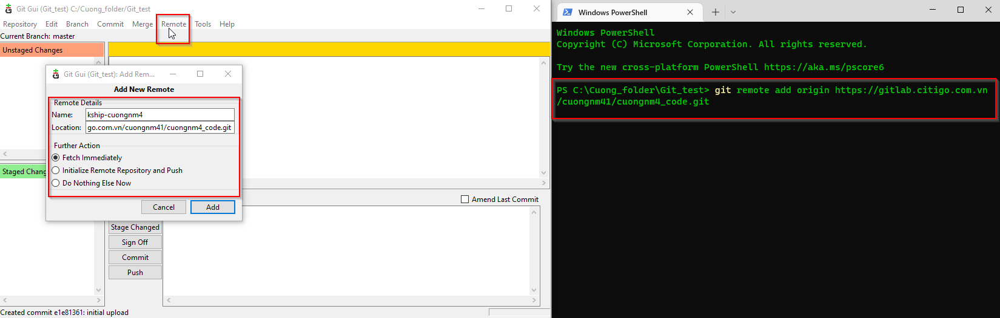 Git Gui (Git_test) C:/Cuong_folder/Git_test
Repository Edit Branch Commit Merge Remote Tools Help
Current Branch: master
Unstaged Changes
Git Gui (Git_test): Add Rem...
Add New Remote
Remote Details
Name: kship-cuongnm4
Location: go.com.vn/cuongnm41/cuongnm4_code.git
Further Action
Fetch Immediately
Initialize Remote Repository and Push
Do Nothing Else Now
Cancel Add
Staged Chang
Amend Last Commit
Stage Changed
Sign Off
Commit
Push
Created commit e1e81361: initial upload
Windows PowerShell
Windows PowerShell
Copyright (C) Microsoft Corporation. All rights reserved.
Try the new cross-platform PowerShell https://aka.ms/pscore6
PS C:\Cuong_folder\Git_test> git remote add origin https://gitlab.citigo.com.vn
/cuongnm41/cuongnm4_code.git